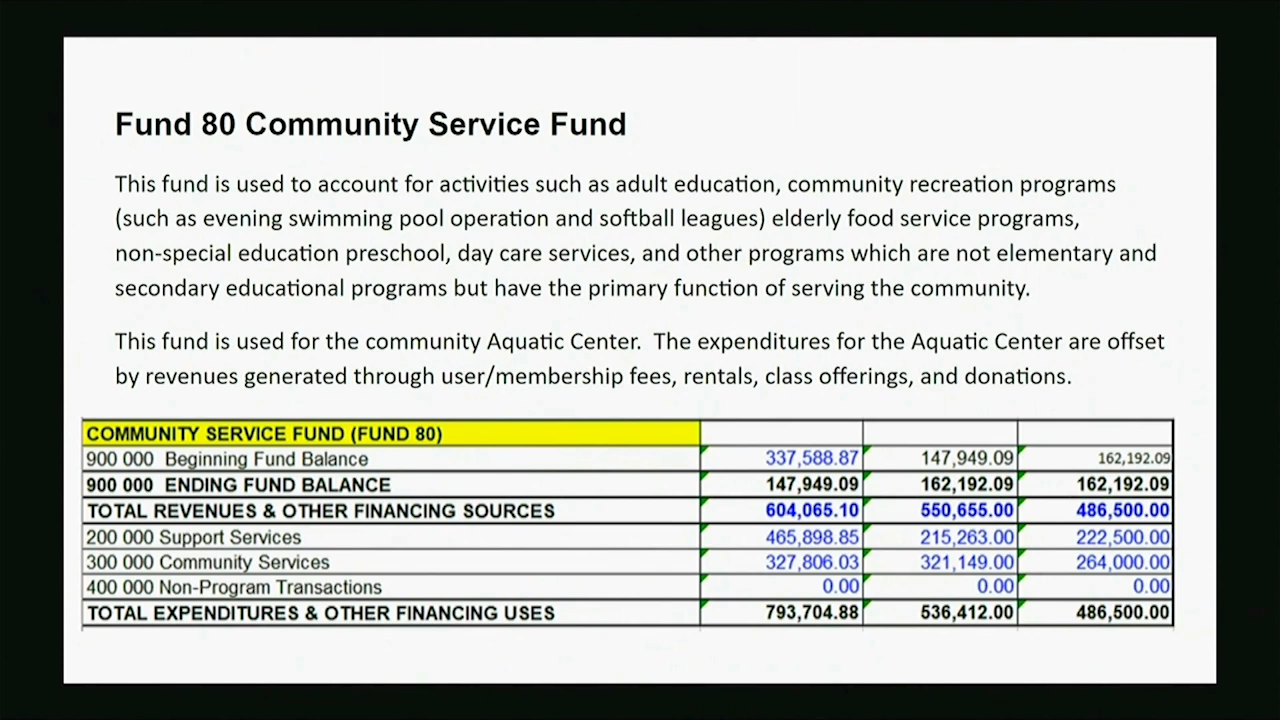 Fund 80 Community Service Fund
This fund is used to account for activities such as adult education, community recreation programs
(such as evening swimming pool operation and softball leagues) elderly food service programs,
non-special education preschool, day care services, and other programs which are not elementary and
secondary educational programs but have the primary function of serving the community.
This fund is used for the community Aquatic Center.  The expenditures for the Aquatic Center are offset
by revenues generated through user/membership fees, rentals, class offerings, and donations.
COMMUNITY SERVICE FUND (FUND 80)
900 000  Beginning Fund Balance 337,588.87 147,949.09 162,192.09
900 000  ENDING FUND BALANCE 147,949.09 162,192.09 162,192.09
TOTAL REVENUES & OTHER FINANCING SOURCES 604,065.10 550,655.00 486,500.00
200 000 Support Services 465,898.85 215,263.00 222,500.00
300 000 Community Services 327,806.03 321,149.00 264,000.00
400 000 Non-Program Transactions 0.00 0.00 0.00
TOTAL EXPENDITURES & OTHER FINANCING USES 793,704.88 536,412.00 486,500.00